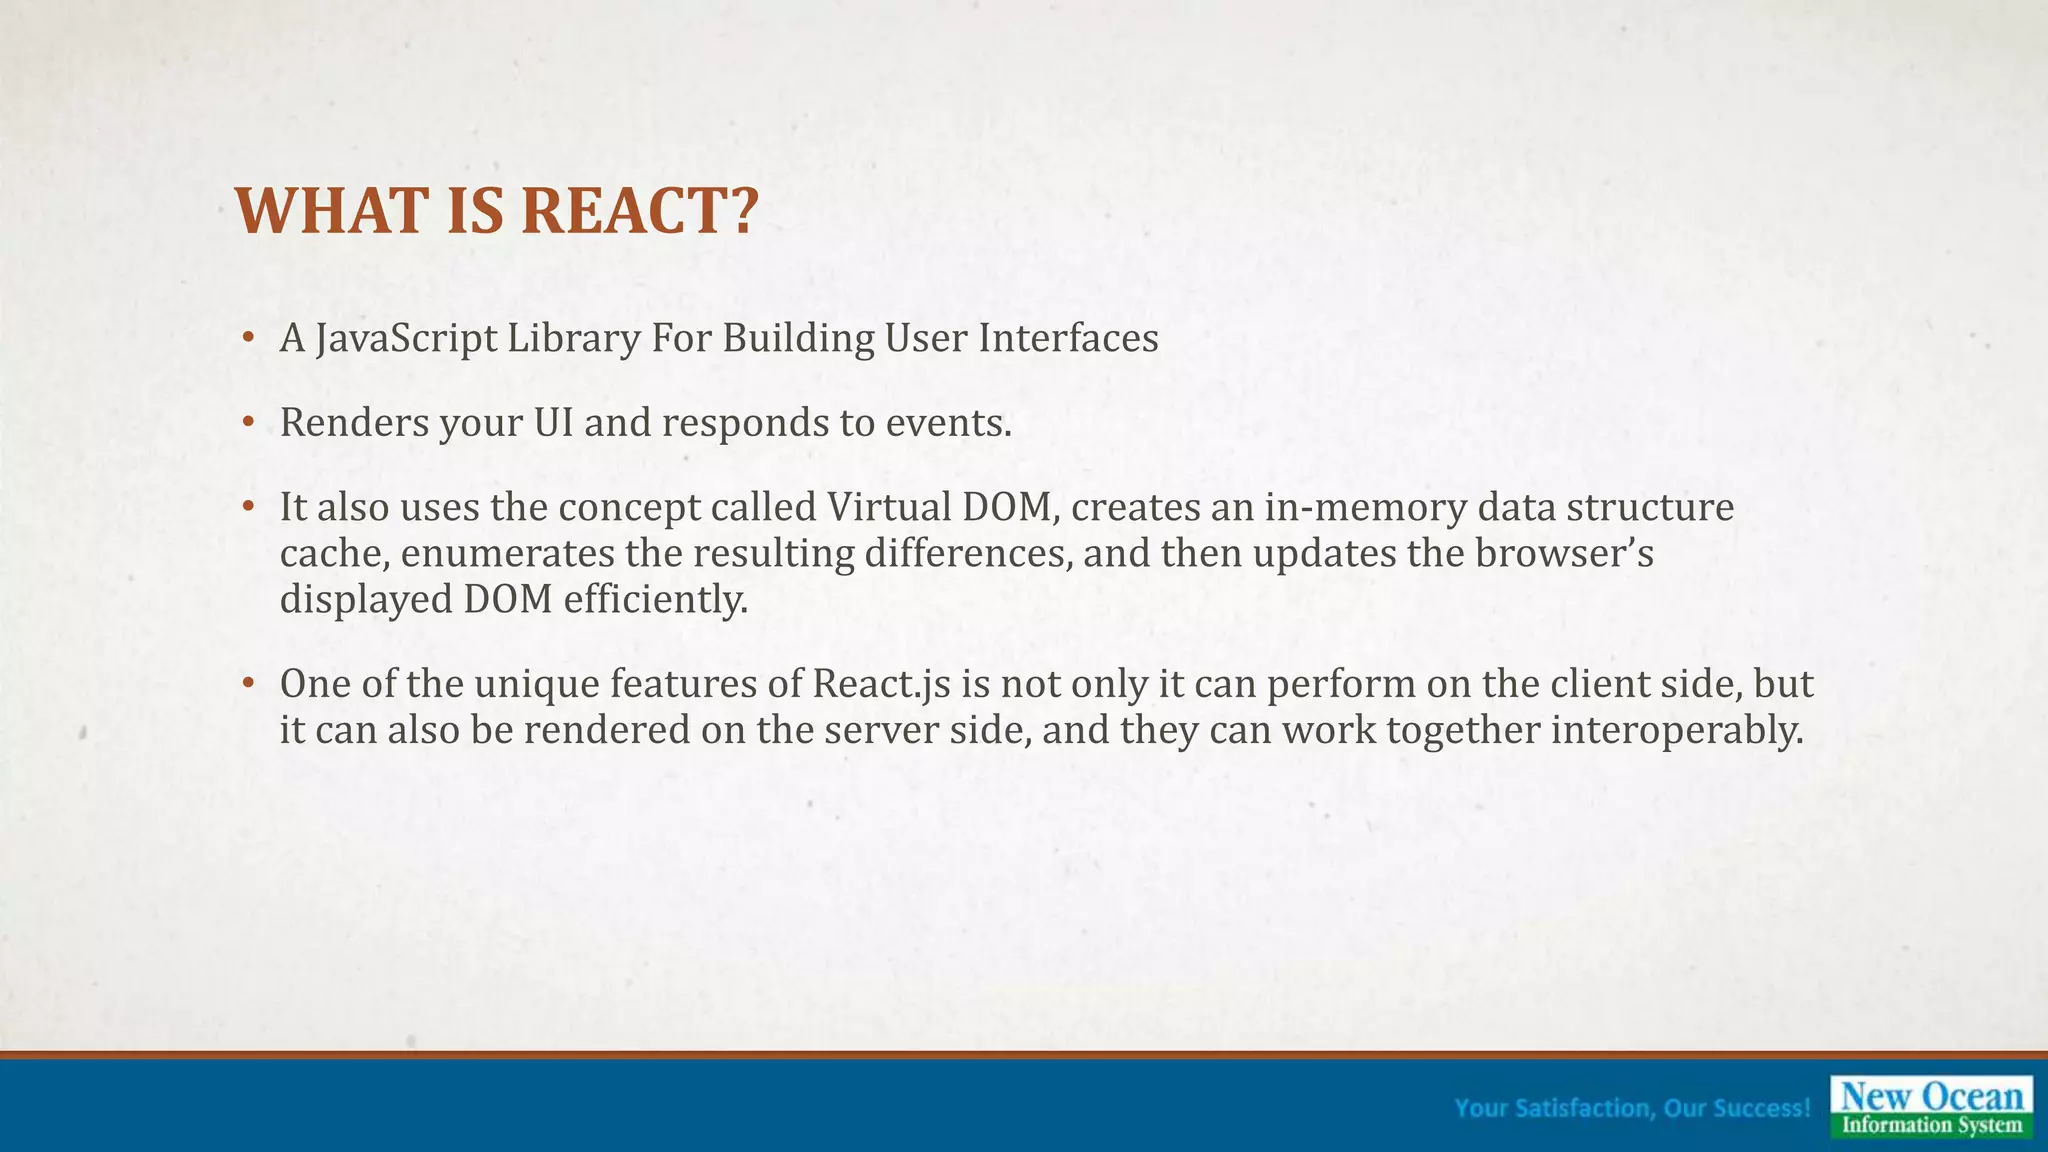 WHAT IS REACT?
• A JavaScript Library For Building User Interfaces
• Renders your UI and responds to events.
• It also uses the concept called Virtual DOM, creates an in-memory data structure
cache, enumerates the resulting differences, and then updates the browser’s
displayed DOM efficiently.
• One of the unique features of React.js is not only it can perform on the client side, but
it can also be rendered on the server side, and they can work together interoperably.
Your Satisfaction, Our Success!
New Ocean
Information System